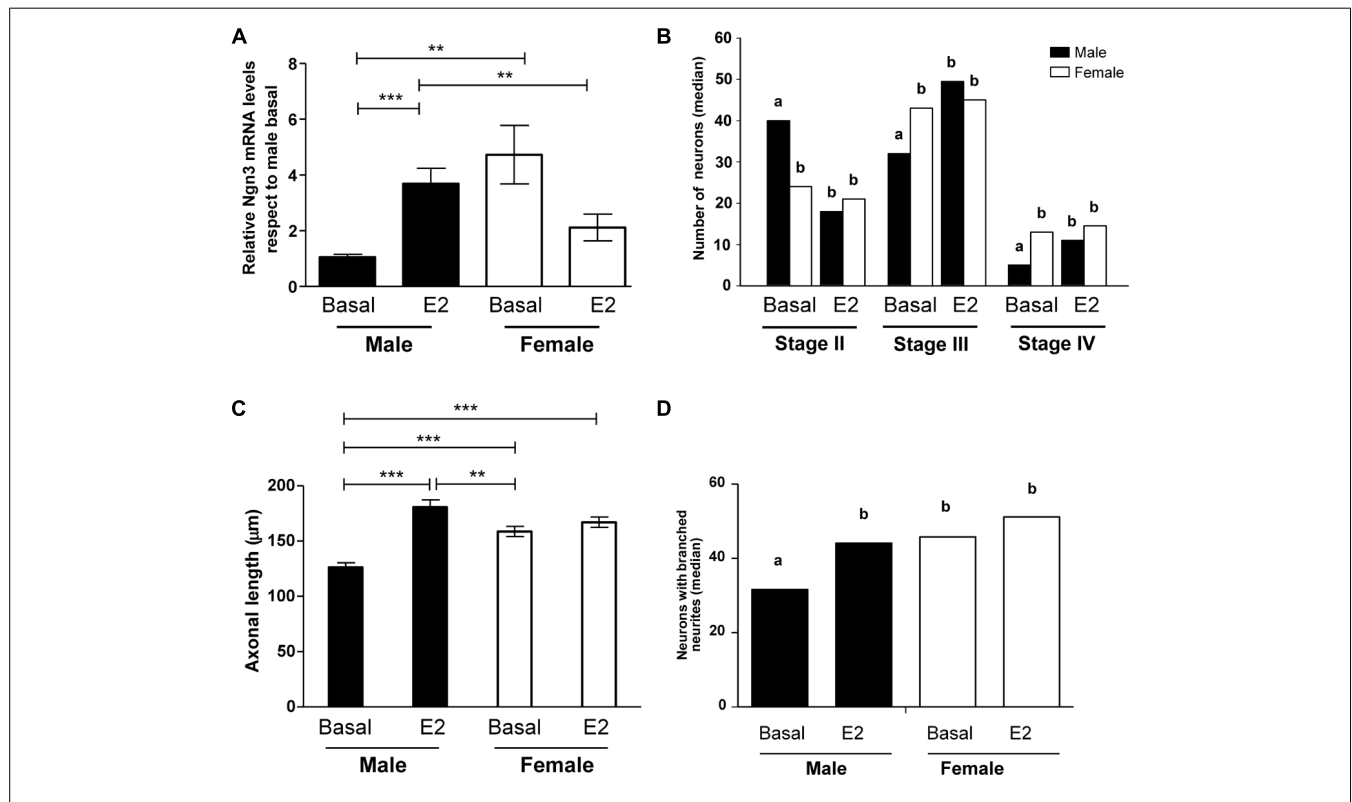 A
**
**
***
Relative Ngn3 mRNA levels
respect to male basal
8
6
4
2
0
Basal E2 Basal E2
Male Female
B
Number of neurons (median)
60
50
40
30
20
10
0
Male
Female
a b b b
a b b b
a b b b
Basal E2 Basal E2 Basal E2
Stage II Stage III Stage IV
C
***
***
*** **
Axonal length (µm)
200
150
100
50
0
Basal E2 Basal E2
Male Female
D
Neurons with branched
neurites (median)
60
40
20
0
a b b b
Basal E2 Basal E2
Male Female